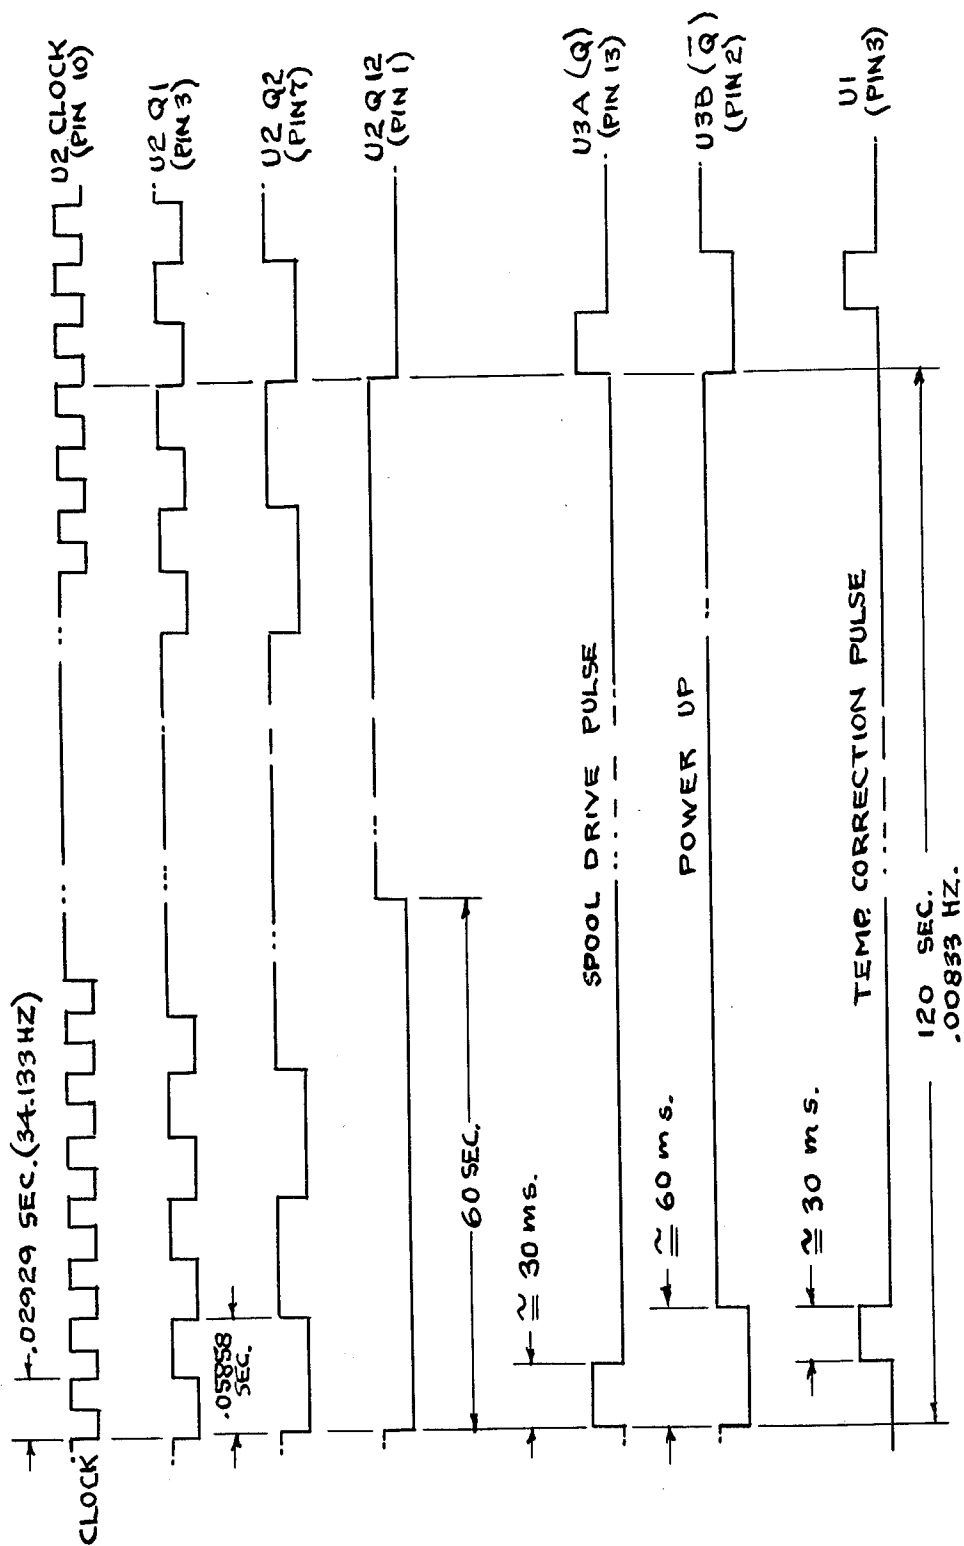 .02929 SEC.(34.133HZ)
CLOCK
U2 CLOCK
(PIN 10)
U2 Q1
(PIN 3)
.05858
SEC.
U2 Q2
(PIN 7)
60 SEC.
U2 Q12
(PIN 1)
≅ 30 ms.
SPOOL DRIVE PULSE
U3A (Q)
(PIN 13)
≅ 60 ms.
POWER UP
U3B (Q̅)
(PIN 2)
≅ 30 ms.
TEMP. CORRECTION PULSE
U1
(PIN 3)
120 SEC.
.00833 HZ.